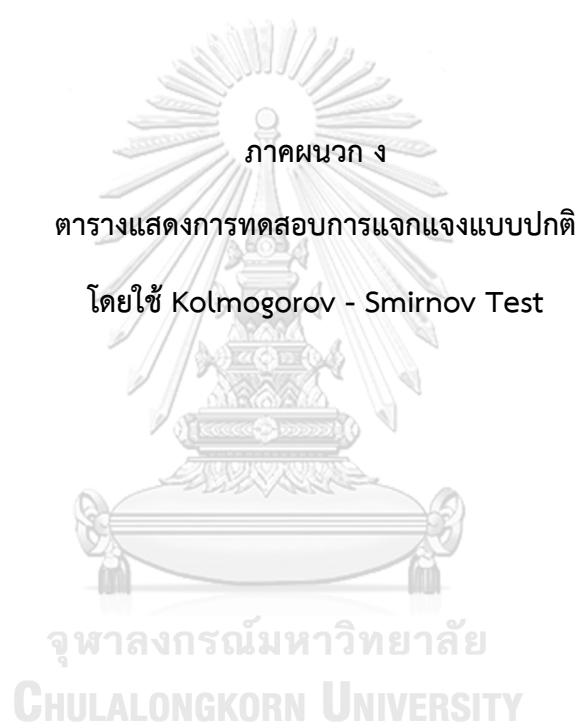 ภาคผนวก ง
ตารางแสดงการทดสอบการแจกแจงแบบปกติ
โดยใช้ Kolmogorov - Smirnov Test
จุฬาลงกรณ์มหาวิทยาลัย
CHULALONGKORN UNIVERSITY